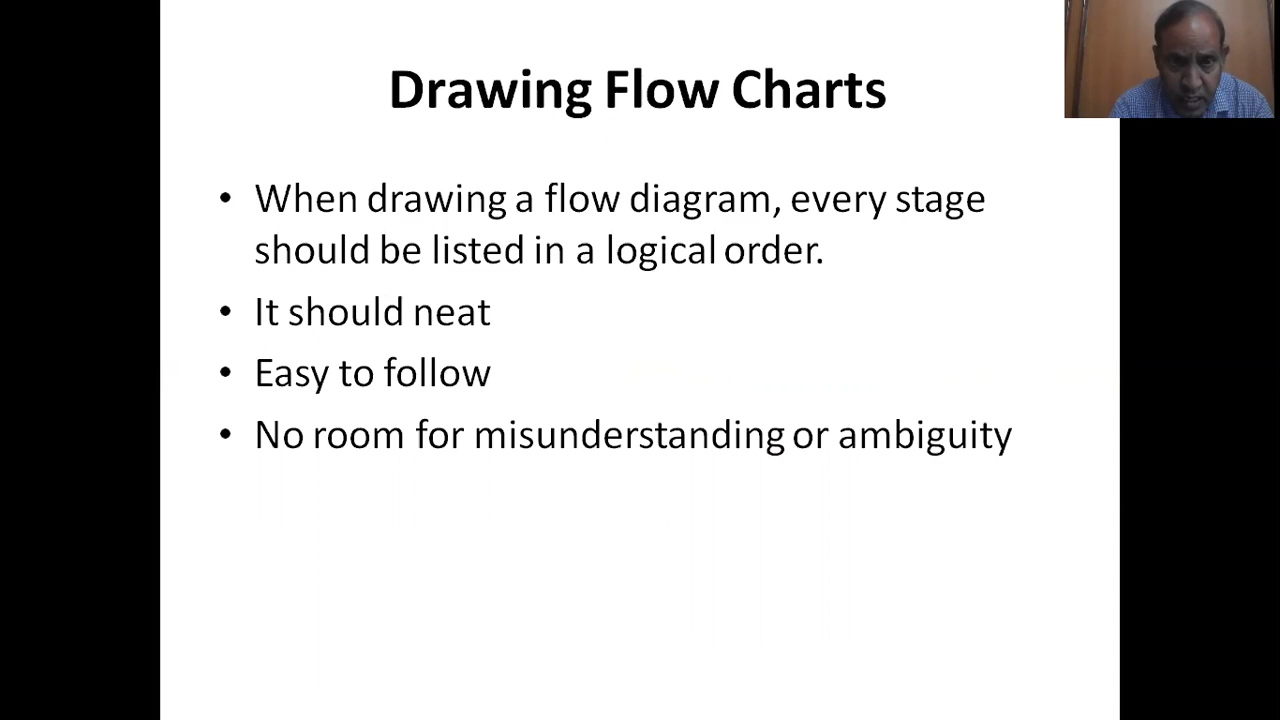 Drawing Flow Charts
• When drawing a flow diagram, every stage
should be listed in a logical order.
• It should neat
• Easy to follow
• No room for misunderstanding or ambiguity